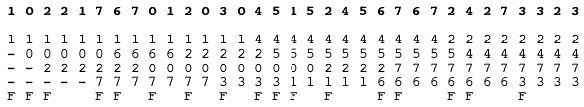 1 0 2 2 1 7 6 7 0 1 2 0 3 0 4 5 1 5 2 4 5 6 7 6 7 2 4 2 7 3 3 2 3
1 1 1 1 1 1 1 1 1 1 1 1 1 1 4 4 4 4 4 4 4 4 4 4 4 2 2 2 2 2 2 2 2
– 0 0 0 0 0 6 6 6 6 2 2 2 2 2 5 5 5 5 5 5 5 5 5 5 5 4 4 4 4 4 4 4
– – 2 2 2 2 2 2 0 0 0 0 0 0 0 0 0 0 2 2 2 2 7 7 7 7 7 7 7 7 7 7 7
– – – – – 7 7 7 7 7 7 7 3 3 3 3 1 1 1 1 1 6 6 6 6 6 6 6 6 3 3 3 3
F F F F F F F F F F F F F F F F F